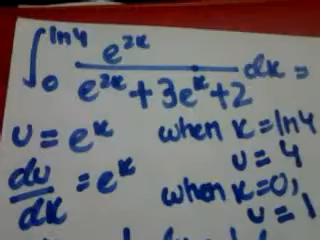 ∫₀^{ln4} e^{2x} / (e^{2x} + 3e^x + 2) dx =
u = e^x when x = ln4
u = 4
du/dx = e^x when x = 0,
u = 1